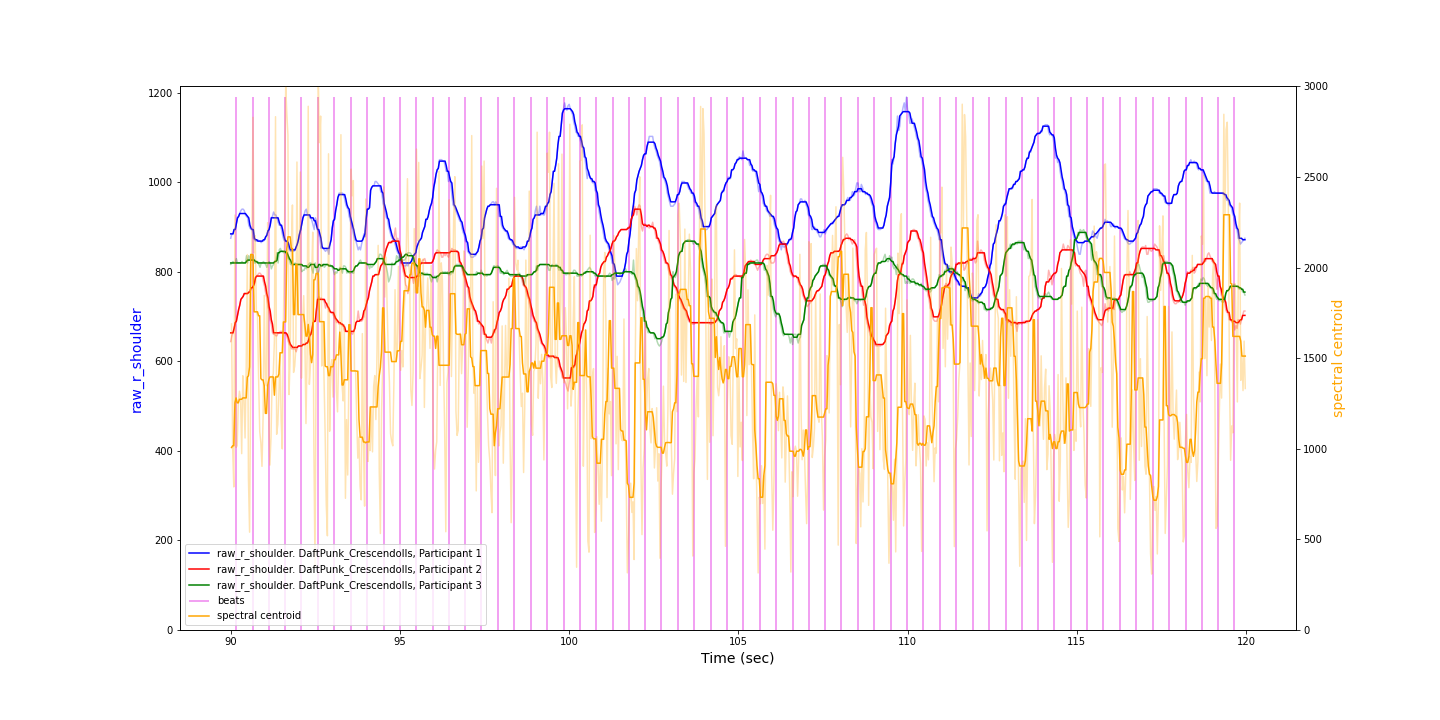 1200
1000
800
600
400
200
0
raw_r_shoulder
3000
2500
2000
1500
1000
500
0
spectral centroid
raw_r_shoulder. DaftPunk_Crescendolls, Participant 1
raw_r_shoulder. DaftPunk_Crescendolls, Participant 2
raw_r_shoulder. DaftPunk_Crescendolls, Participant 3
beats
spectral centroid
90 95 100 105 110 115 120
Time (sec)